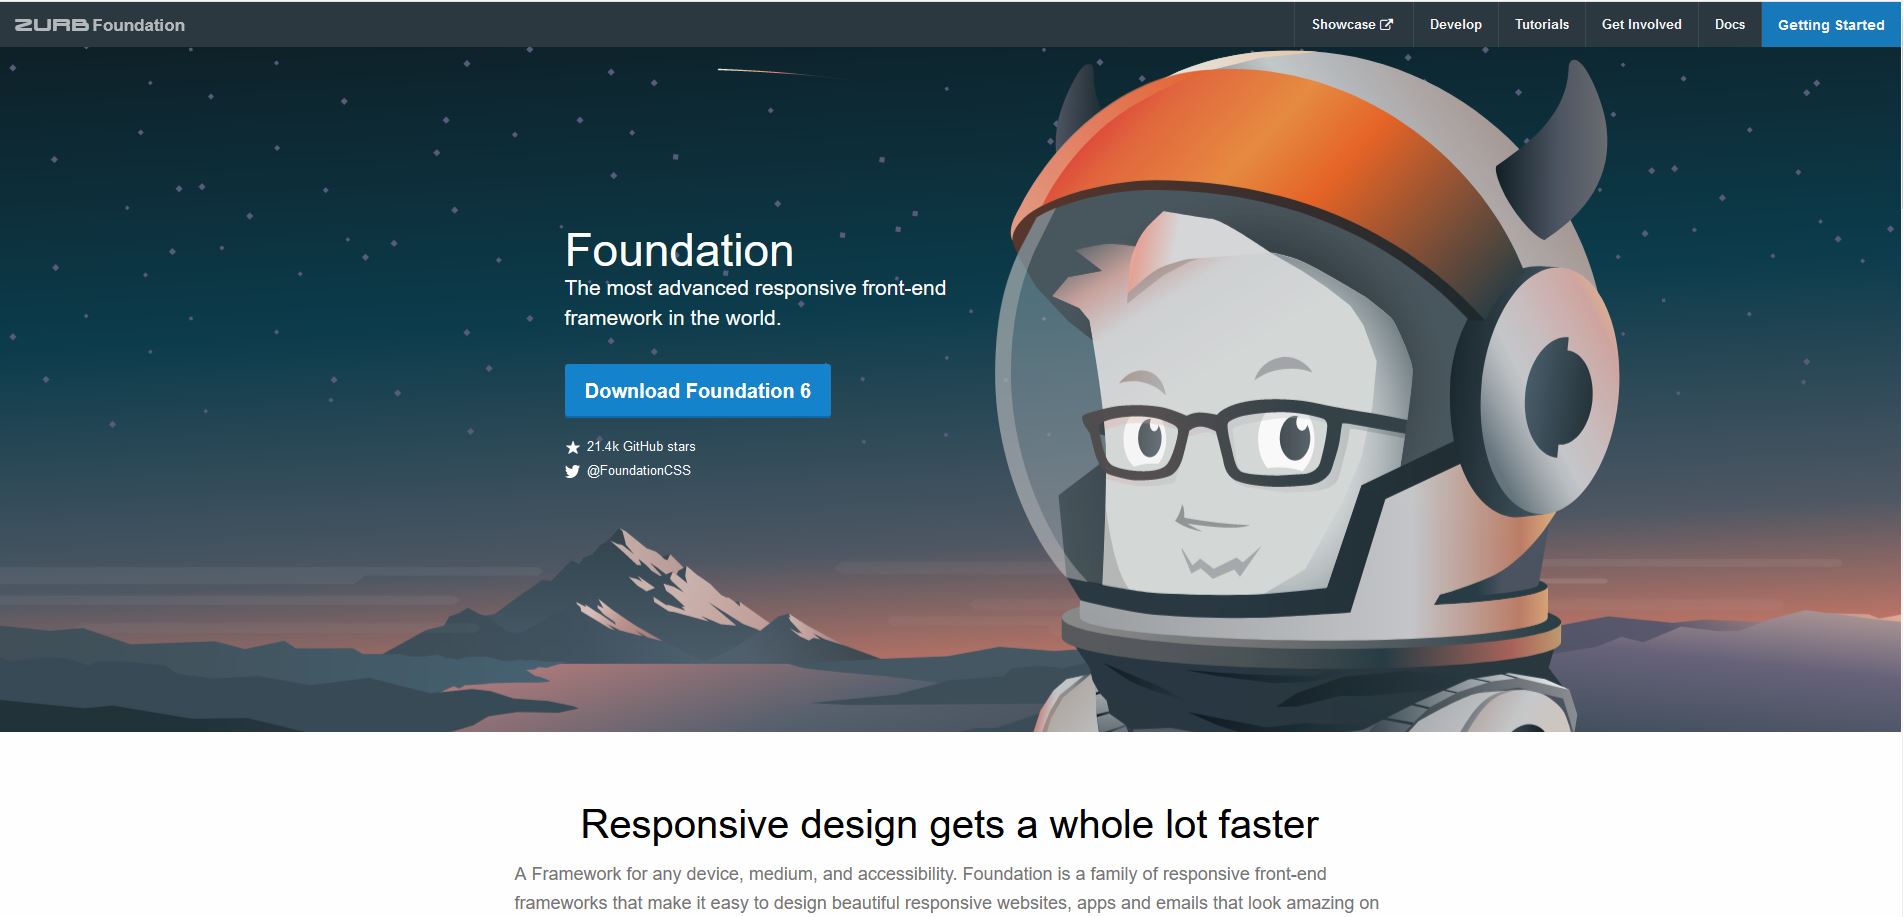 ZURB Foundation
Showcase
Develop
Tutorials
Get Involved
Docs
Getting Started
Foundation
The most advanced responsive front-end
framework in the world.
Download Foundation 6
21.4k GitHub stars
@FoundationCSS
Responsive design gets a whole lot faster
A Framework for any device, medium, and accessibility. Foundation is a family of responsive front-end
frameworks that make it easy to design beautiful responsive websites, apps and emails that look amazing on